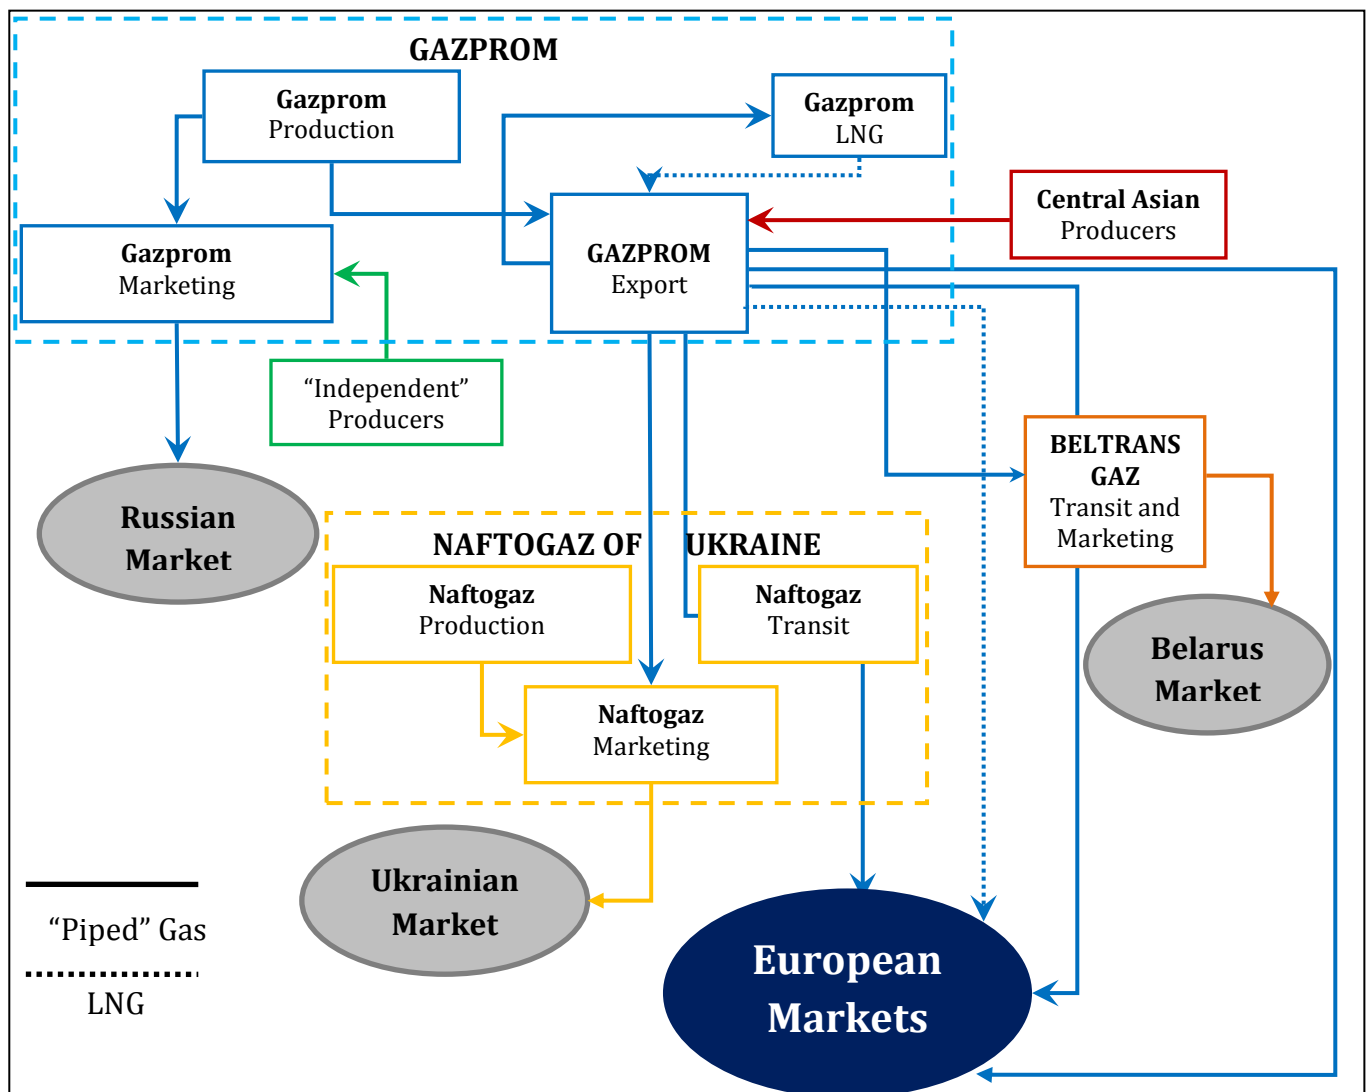 GAZPROM
Gazprom
Production
Gazprom
LNG
Central Asian
Producers
Gazprom
Marketing
GAZPROM
Export
“Independent”
Producers
BELTRANS
GAZ
Transit and
Marketing
Russian
Market
NAFTOGAZ OF UKRAINE
Naftogaz
Production
Naftogaz
Transit
Belarus
Market
Naftogaz
Marketing
Ukrainian
Market
“Piped” Gas
LNG
European
Markets